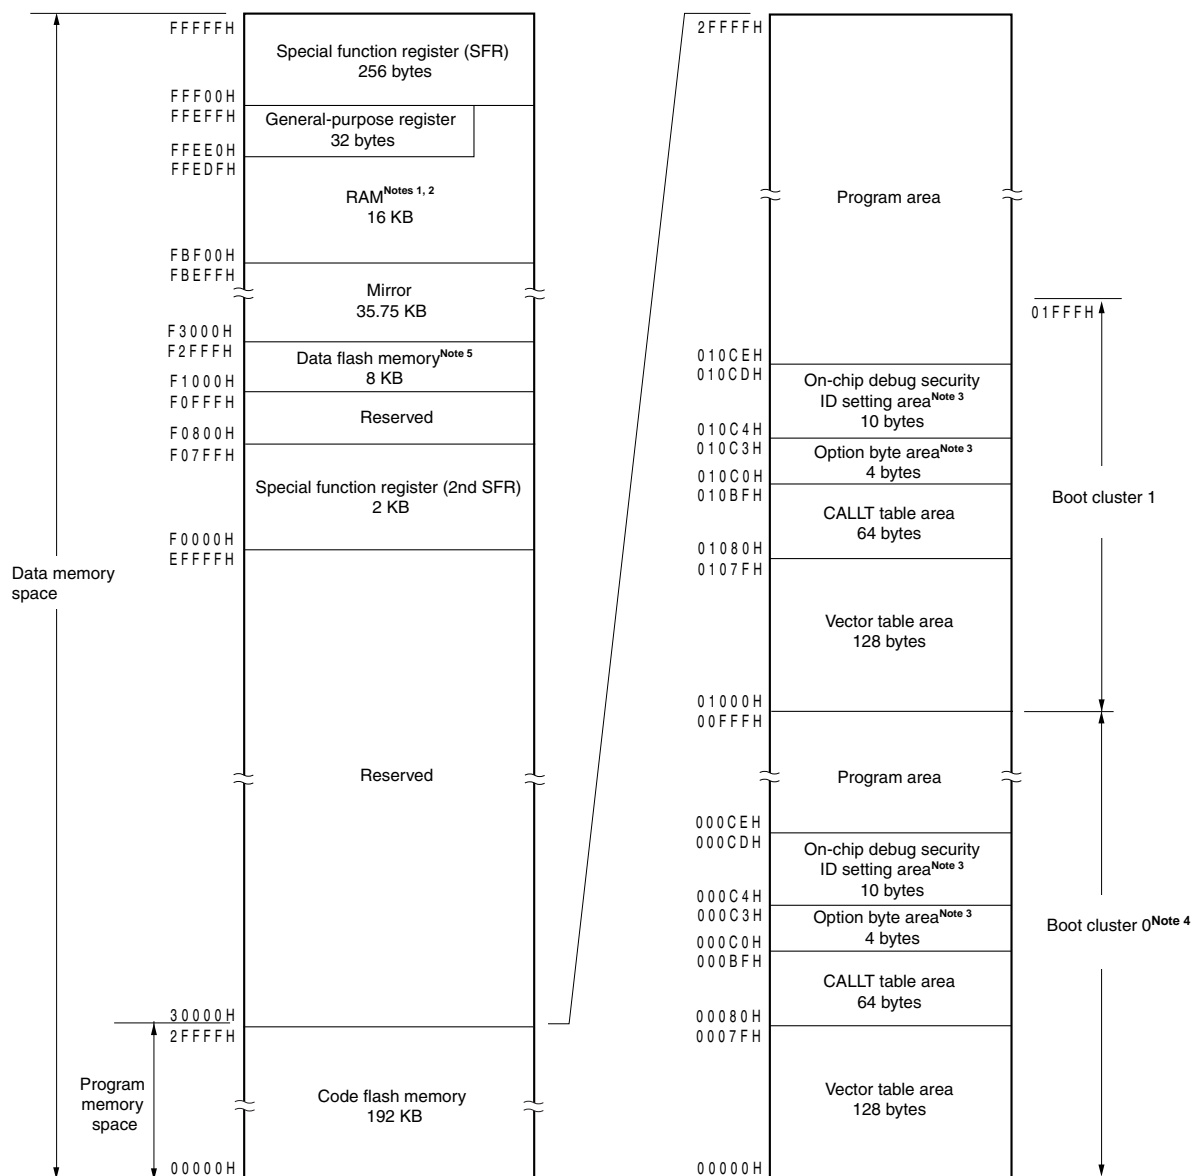 FFFFFH
Special function register (SFR)
256 bytes
FFF00H
FFEFFH
General-purpose register
32 bytes
FFEE0H
FFEDFH
RAMNotes 1, 2
16 KB
FBF00H
FBEFFH
Mirror
35.75 KB
F3000H
F2FFFH
Data flash memoryNote 5
8 KB
F1000H
F0FFFH
Reserved
F0800H
F07FFH
Special function register (2nd SFR)
2 KB
F0000H
EFFFFH
Data memory
space
Reserved
30000H
2FFFFH
Program
memory
space
Code flash memory
192 KB
00000H
2FFFFH
Program area
01FFFH
010CEH
010CDH
On-chip debug security
ID setting areaNote 3
10 bytes
010C4H
010C3H
Option byte areaNote 3
4 bytes
010C0H
010BFH
CALLT table area
64 bytes
01080H
0107FH
Boot cluster 1
Vector table area
128 bytes
01000H
00FFFH
Program area
000CEH
000CDH
On-chip debug security
ID setting areaNote 3
10 bytes
000C4H
000C3H
Option byte areaNote 3
4 bytes
000C0H
000BFH
Boot cluster 0Note 4
CALLT table area
64 bytes
00080H
0007FH
Vector table area
128 bytes
00000H